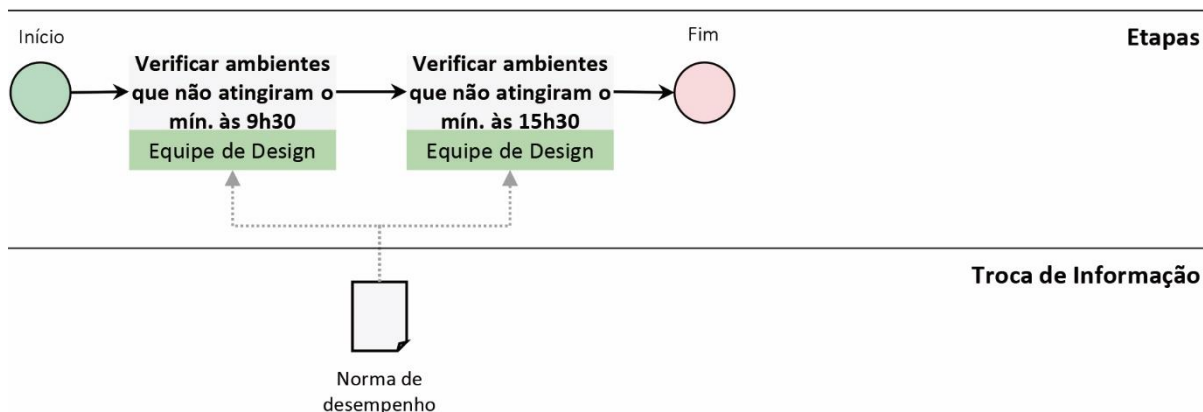 Início
Fim
Etapas
Verificar ambientes
que não atingiram o
mín. às 9h30
Equipe de Design
Verificar ambientes
que não atingiram o
mín. às 15h30
Equipe de Design
Troca de Informação
Norma de
desempenho